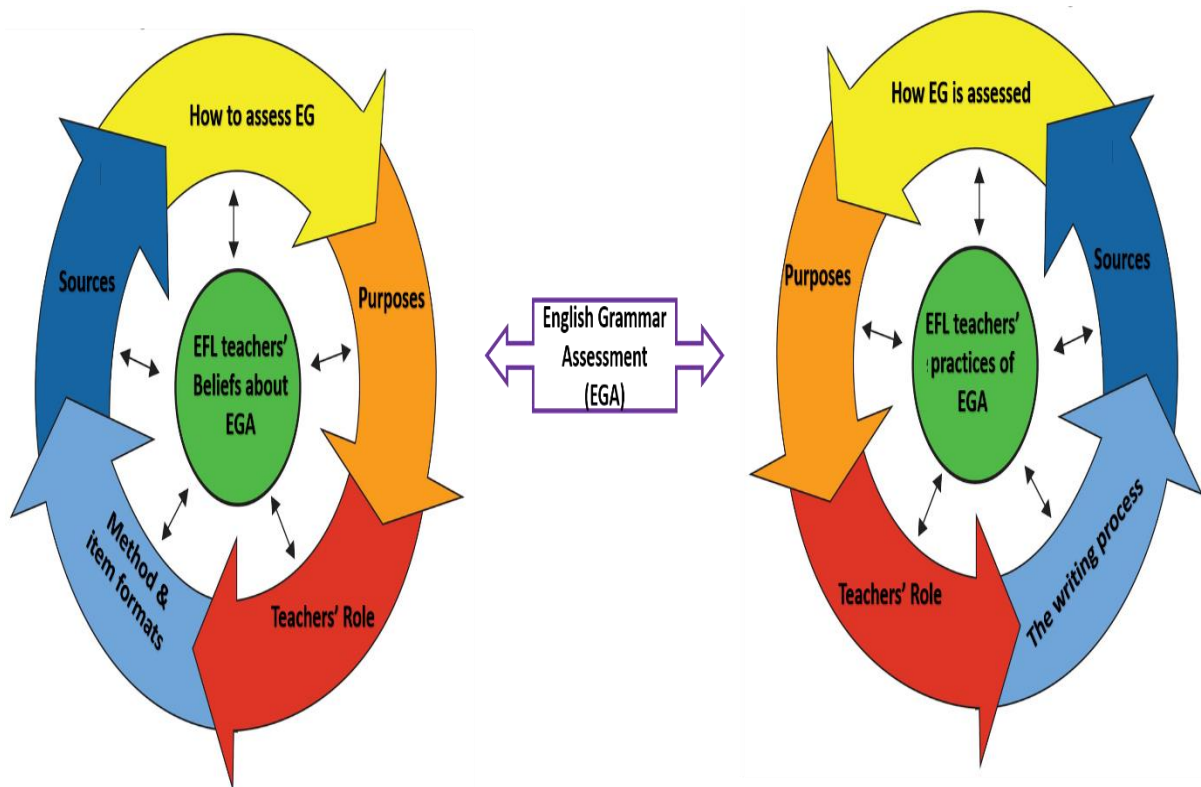 How to assess EG
Sources
Purposes
EFL teachers’
Beliefs about
EGA
Method &
item formats
Teachers’ Role
English Grammar
Assessment
(EGA)
How EG is assessed
Purposes
Sources
EFL teachers’
practices of
EGA
Teachers’ Role
The writing process